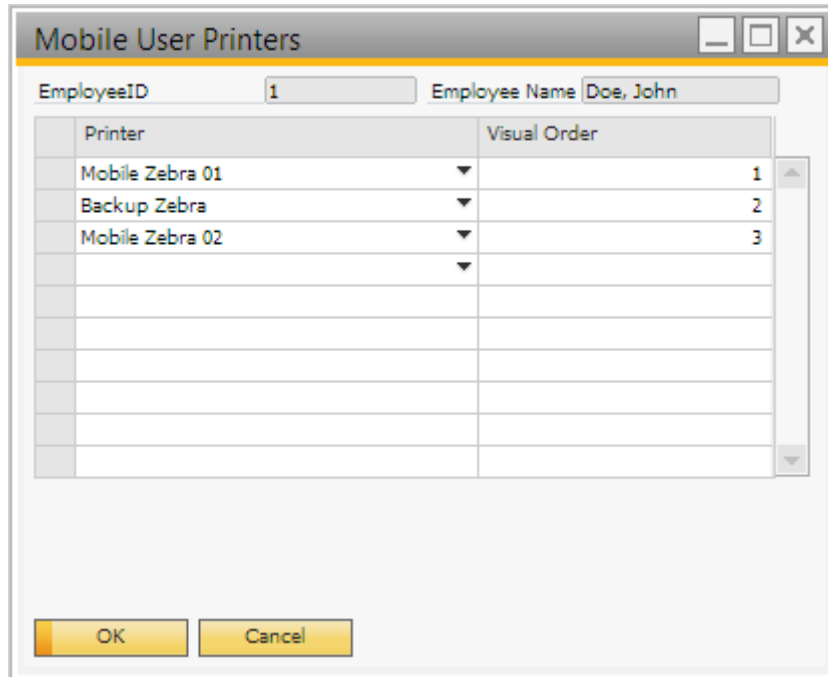 Mobile User Printers
EmployeeID 1 Employee Name Doe, John
Printer Visual Order
Mobile Zebra 01 1
Backup Zebra 2
Mobile Zebra 02 3
OK Cancel